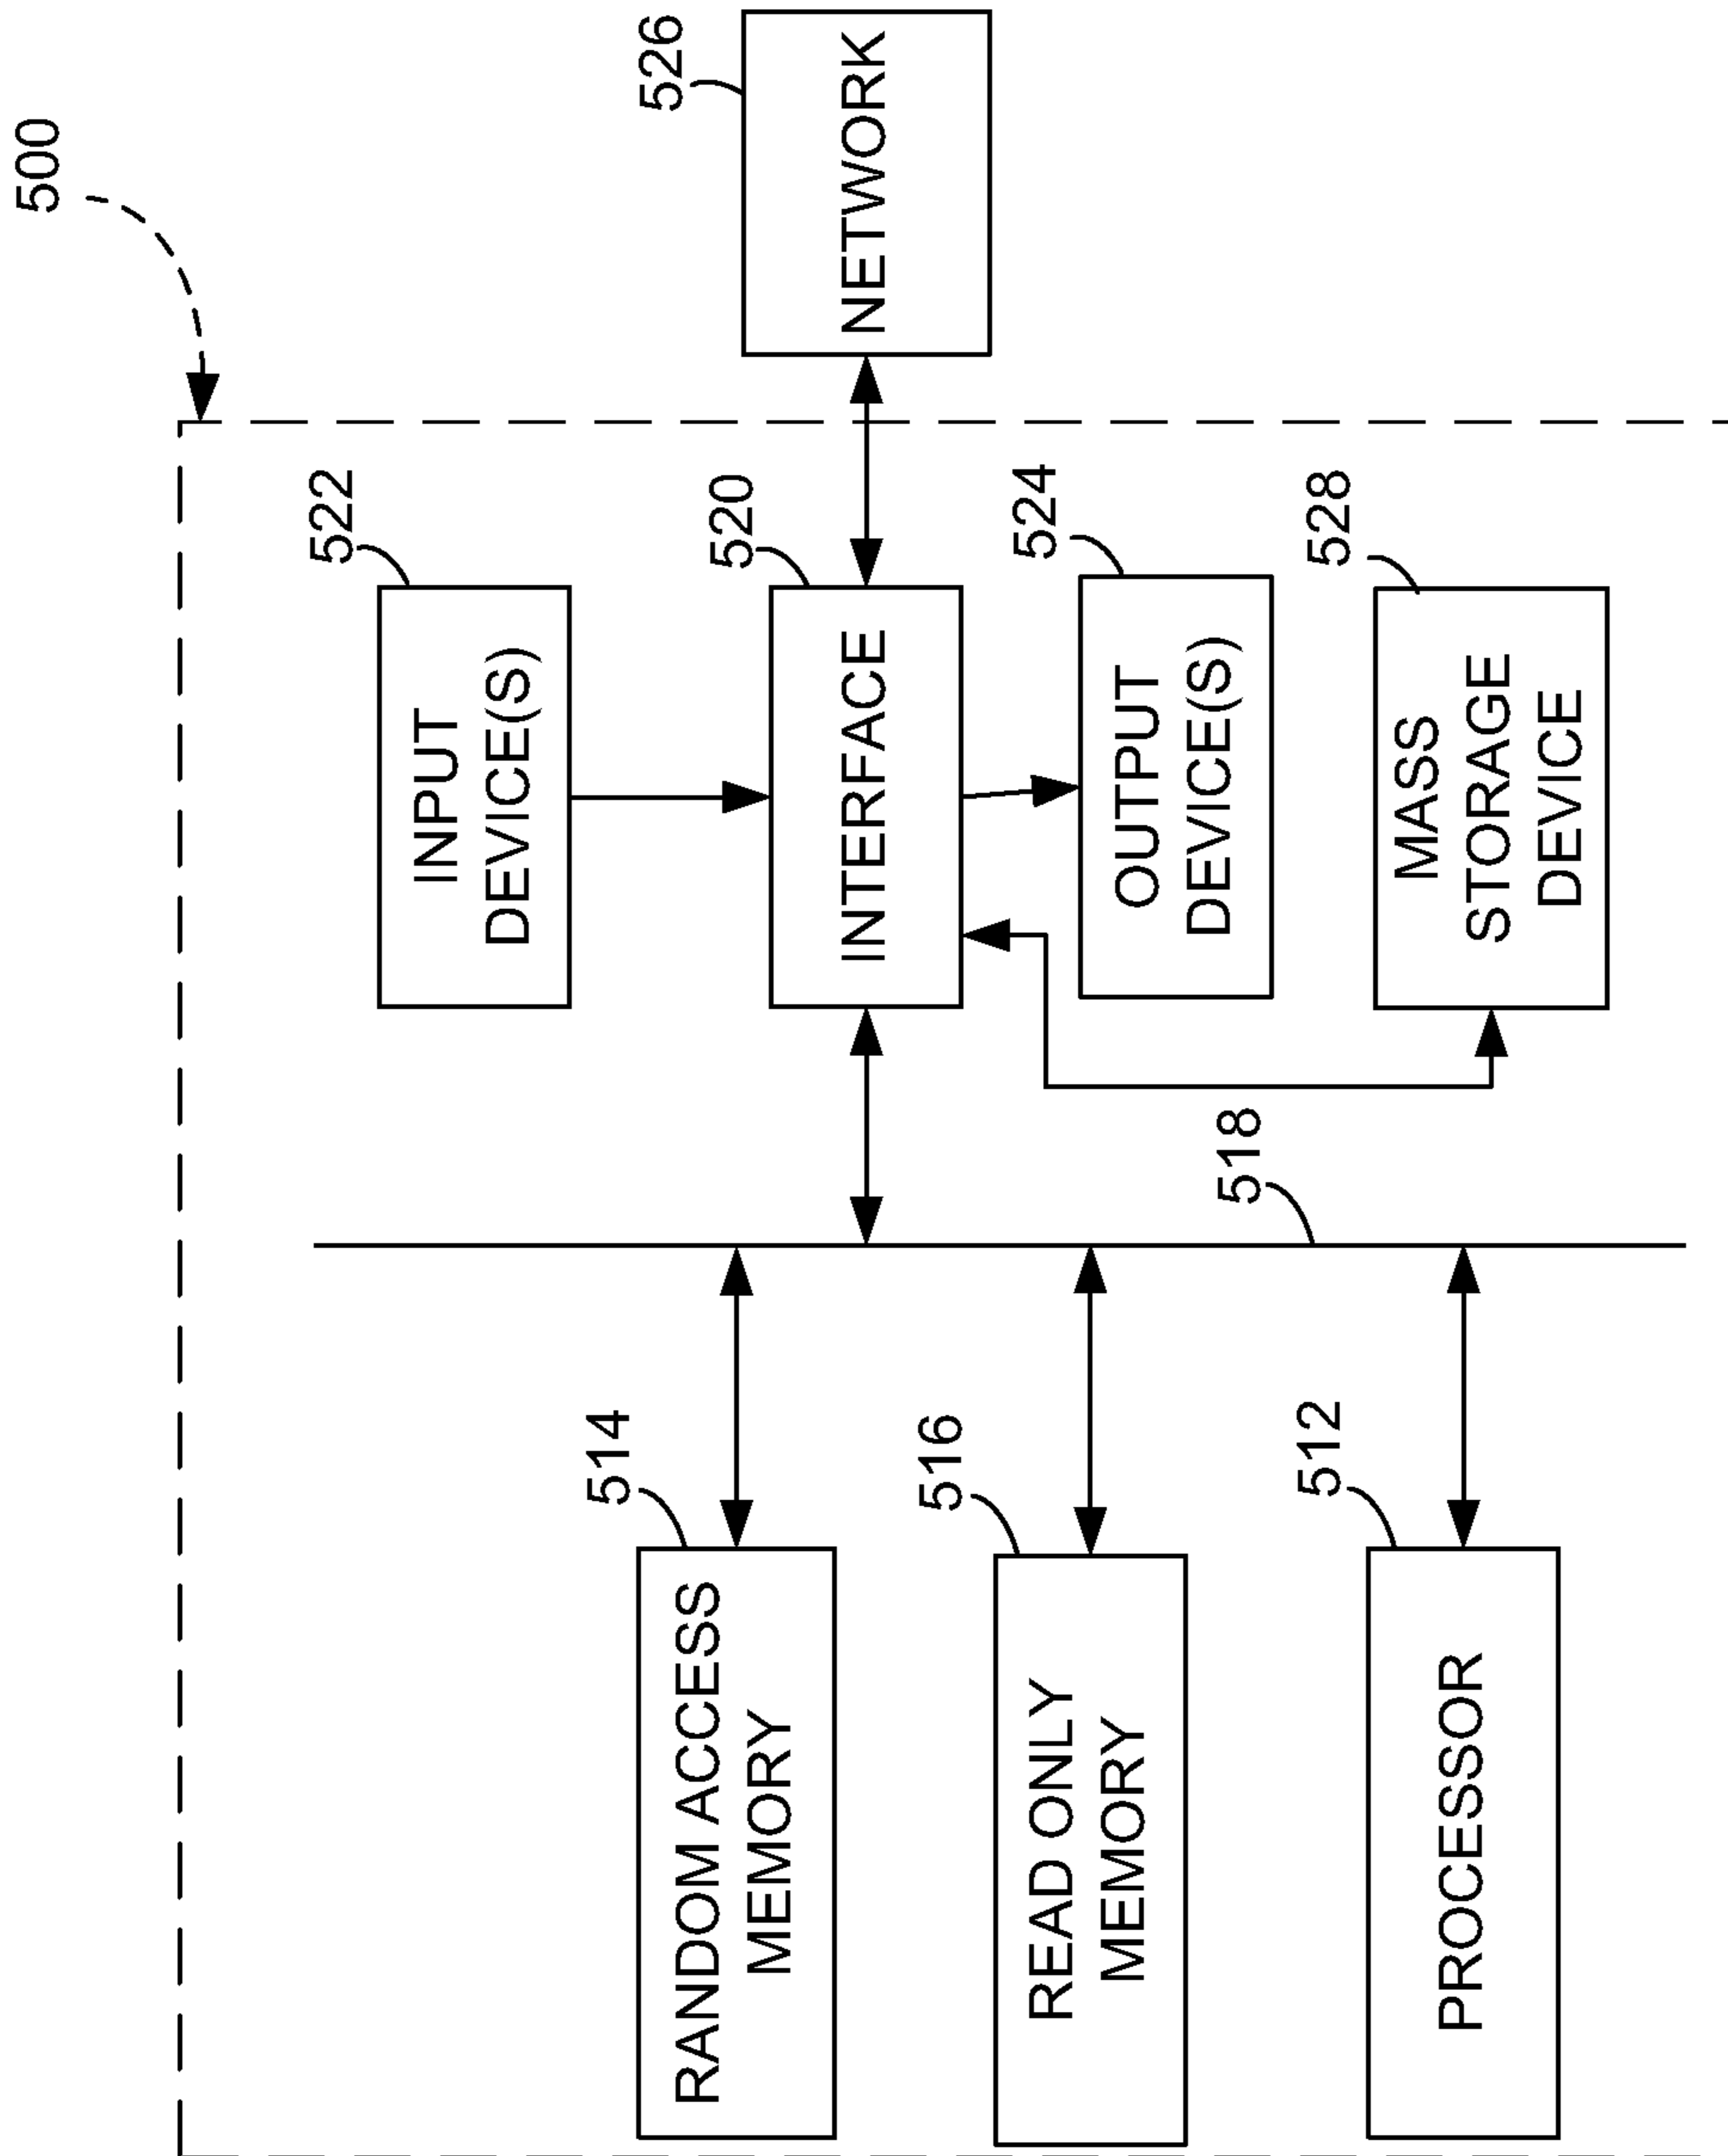 500
522
INPUT
DEVICE(S)
526
514
RANDOM ACCESS
MEMORY
520
INTERFACE
NETWORK
516
READ ONLY
MEMORY
524
OUTPUT
DEVICE(S)
518
512
PROCESSOR
528
MASS
STORAGE
DEVICE